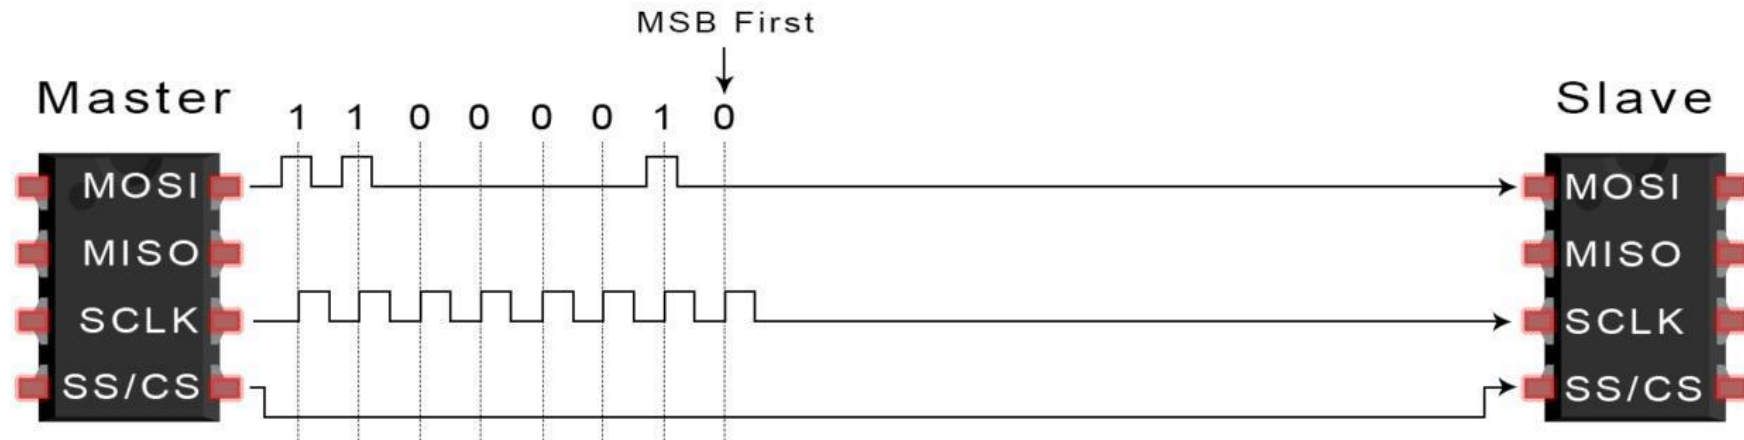 MSB First
Master
Slave
1 1 0 0 0 0 1 0
MOSI
MISO
SCLK
SS/CS
MOSI
MISO
SCLK
SS/CS